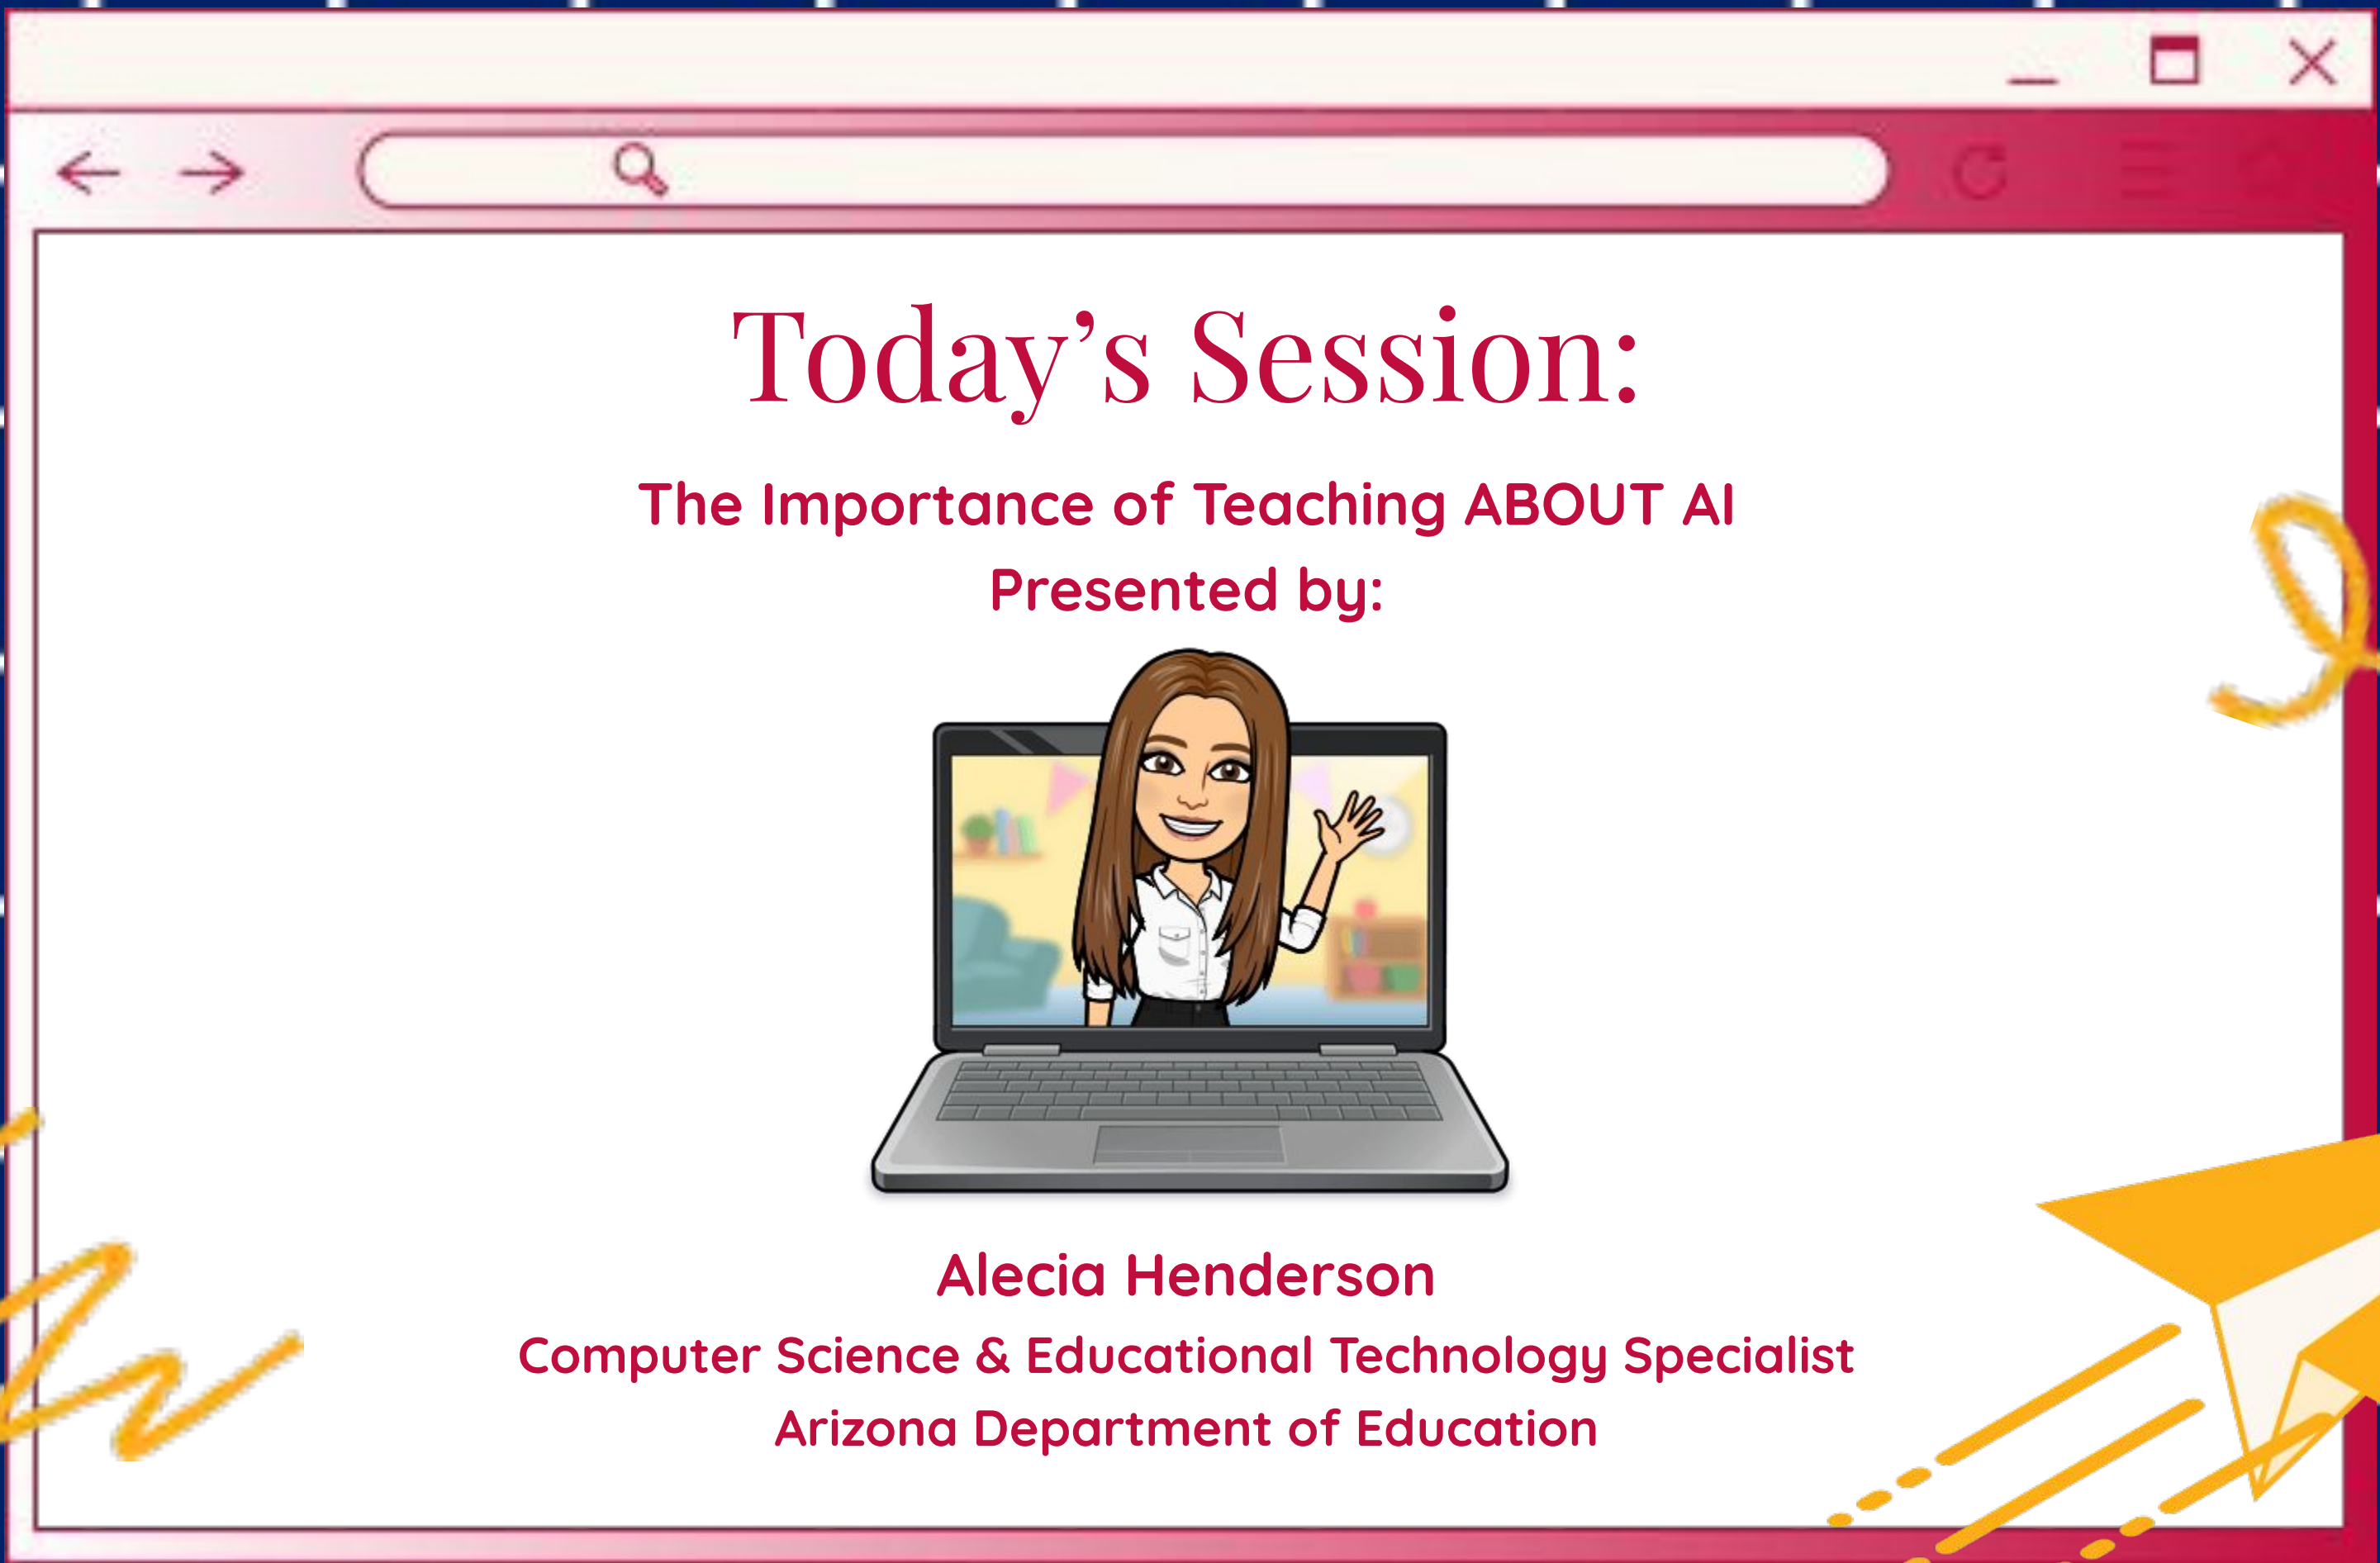 Today’s Session:
The Importance of Teaching ABOUT AI
Presented by:
Alecia Henderson
Computer Science & Educational Technology Specialist
Arizona Department of Education